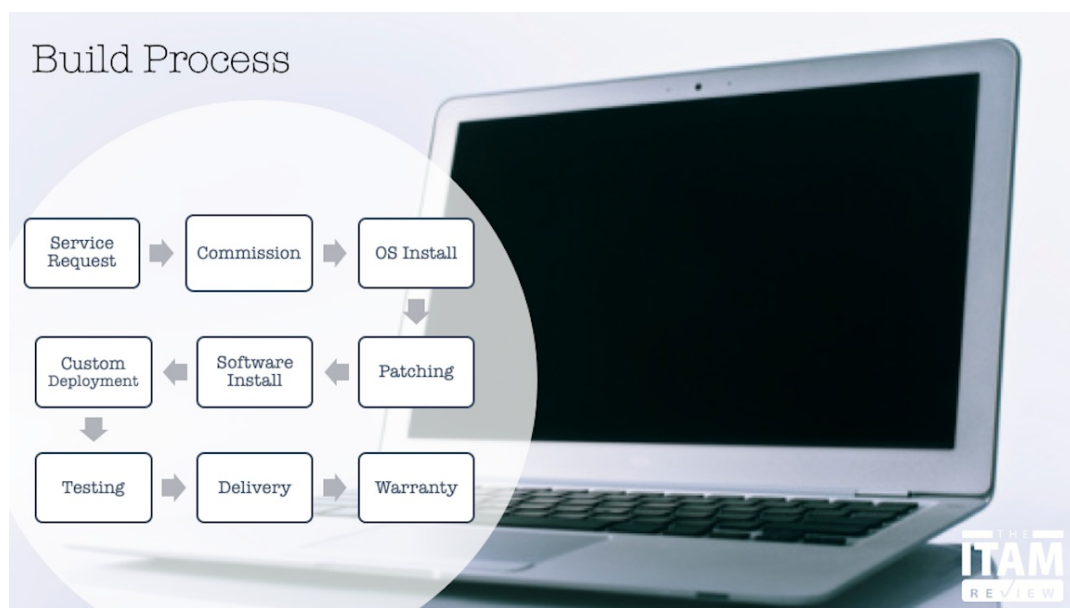 Build Process
Service
Request
Commission
OS Install
Custom
Deployment
Software
Install
Patching
Testing
Delivery
Warranty
THE
ITAM
REVIEW